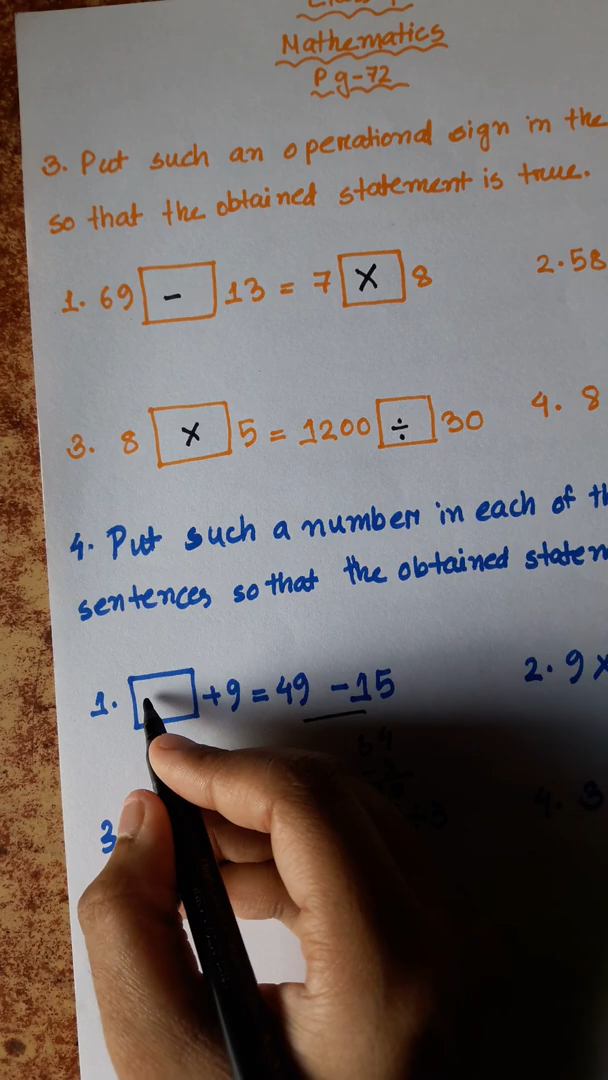 Mathematics
Pg-72
3. Put such an operational sign in the
so that the obtained statement is true.
1. 69 - 13 = 7 × 8
2. 58
3. 8 × 5 = 1200 ÷ 30
4. 8
4. Put such a number in each of
sentences so that the obtained
1. +9 = 49 - 15
2. 9 ×
3
4. 3